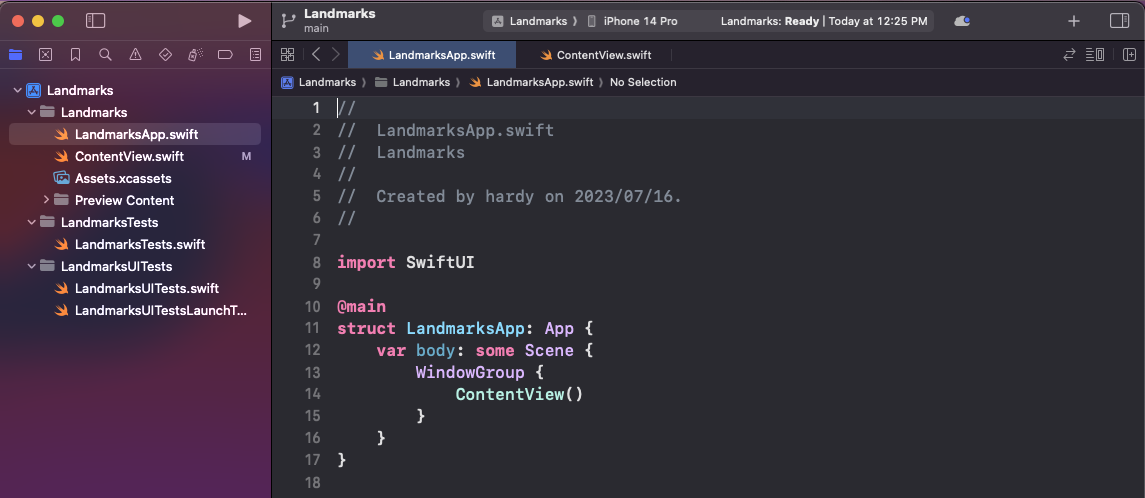 Landmarks
main
Landmarks 〉 iPhone 14 Pro
Landmarks: Ready | Today at 12:25 PM
LandmarksApp.swift
ContentView.swift
Landmarks 〉 Landmarks 〉 LandmarksApp.swift 〉 No Selection
Landmarks
Landmarks
LandmarksApp.swift
ContentView.swift M
Assets.xcassets
Preview Content
LandmarksTests
LandmarksTests.swift
LandmarksUITests
LandmarksUITests.swift
LandmarksUITestsLaunchT...
1 //
2 //  LandmarksApp.swift
3 //  Landmarks
4 //
5 //  Created by hardy on 2023/07/16.
6 //
7
8 import SwiftUI
9
10 @main
11 struct LandmarksApp: App {
12     var body: some Scene {
13         WindowGroup {
14             ContentView()
15         }
16     }
17 }
18